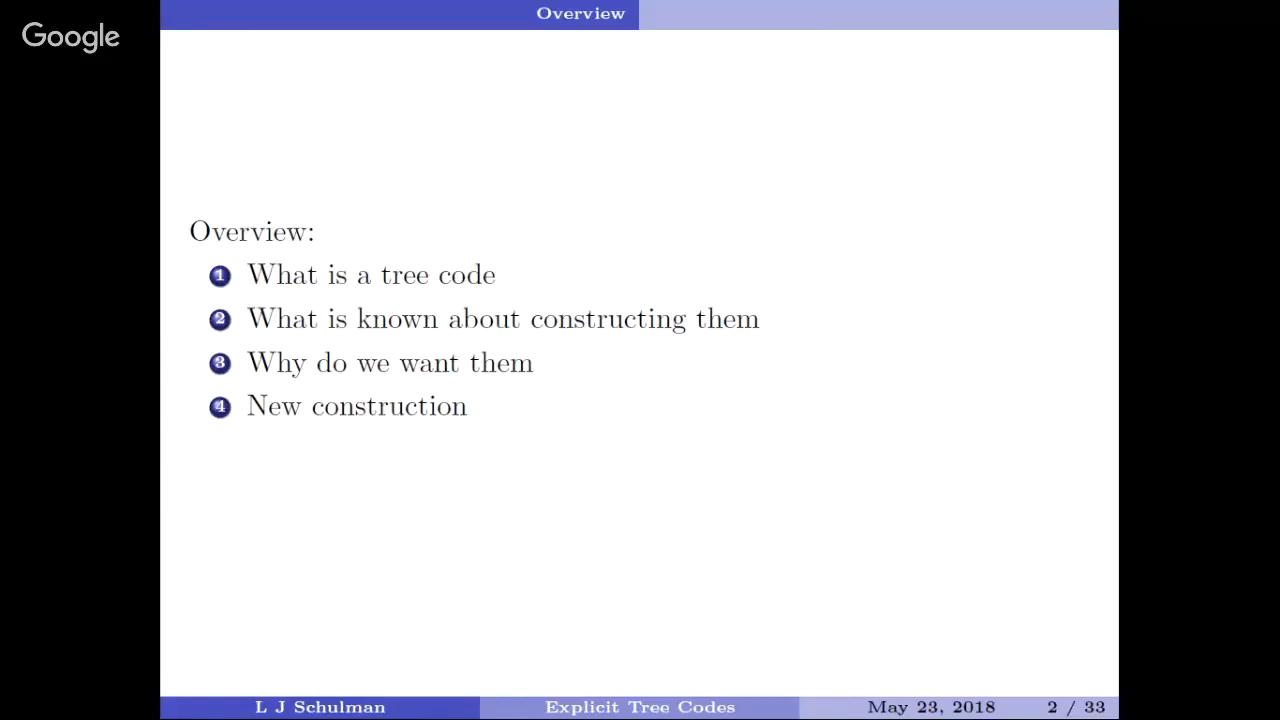 Google
Overview
Overview:
1 What is a tree code
2 What is known about constructing them
3 Why do we want them
4 New construction
L J Schulman Explicit Tree Codes May 23, 2018 2 / 33